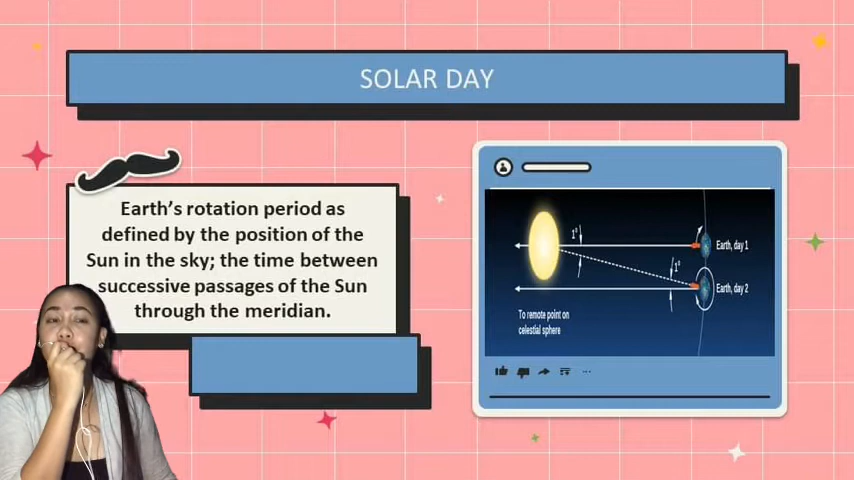 SOLAR DAY
Earth's rotation period as
defined by the position of the
Sun in the sky; the time between
successive passages of the Sun
through the meridian.
1°
Earth, day 1
1°
Earth, day 2
To remote point on
celestial sphere